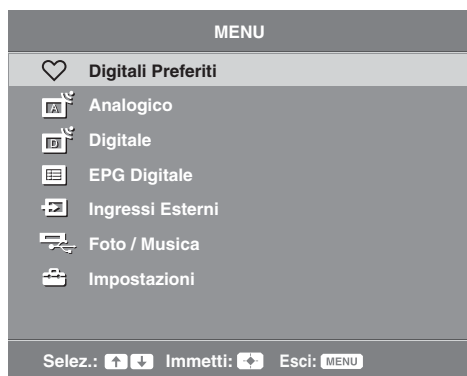 MENU
Digitali Preferiti
A Analogico
D Digitale
EPG Digitale
Ingressi Esterni
Foto / Musica
Impostazioni
Selez.: ↑ ↓ Immetti: Esci: MENU